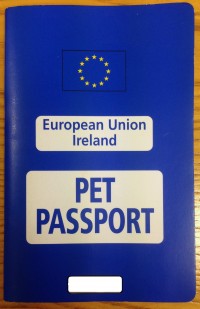 European Union
Ireland
PET
PASSPORT